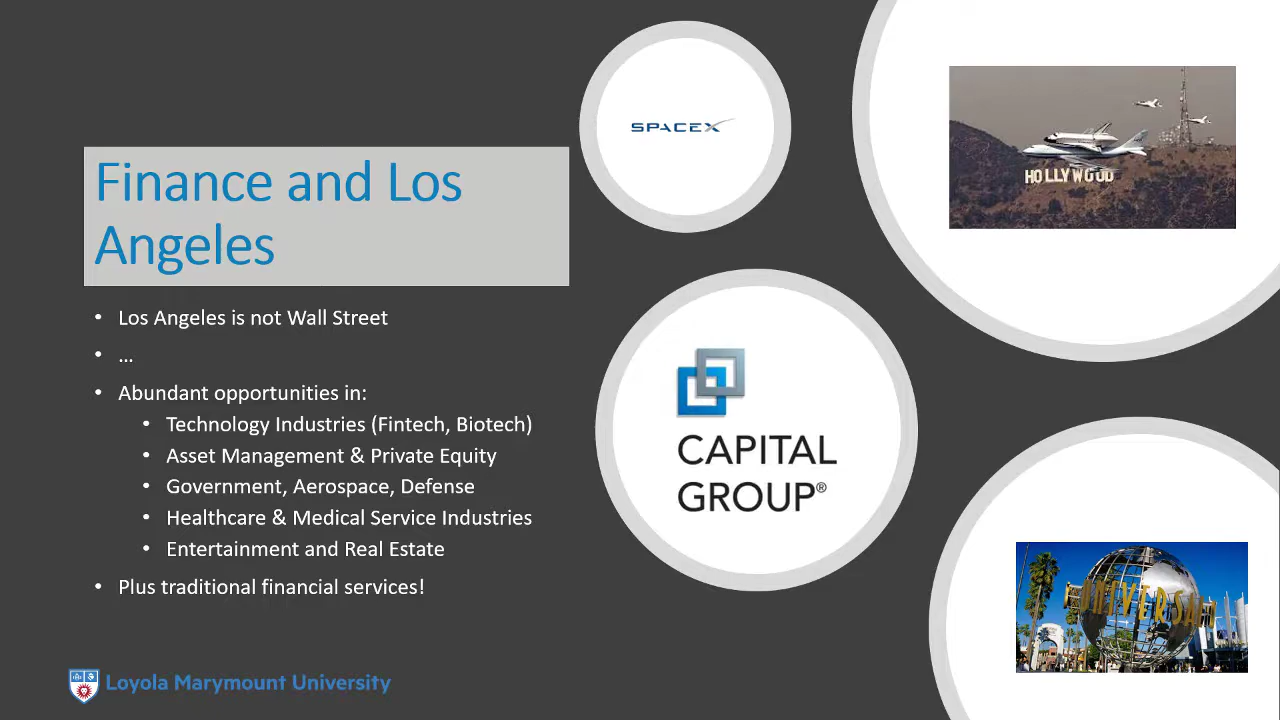 Finance and Los
Angeles
• Los Angeles is not Wall Street
• ...
• Abundant opportunities in:
• Technology Industries (Fintech, Biotech)
• Asset Management & Private Equity
• Government, Aerospace, Defense
• Healthcare & Medical Service Industries
• Entertainment and Real Estate
• Plus traditional financial services!
Loyola Marymount University
SPACEX
HOLLYWOOD
CAPITAL
GROUP®
UNIVERSAL